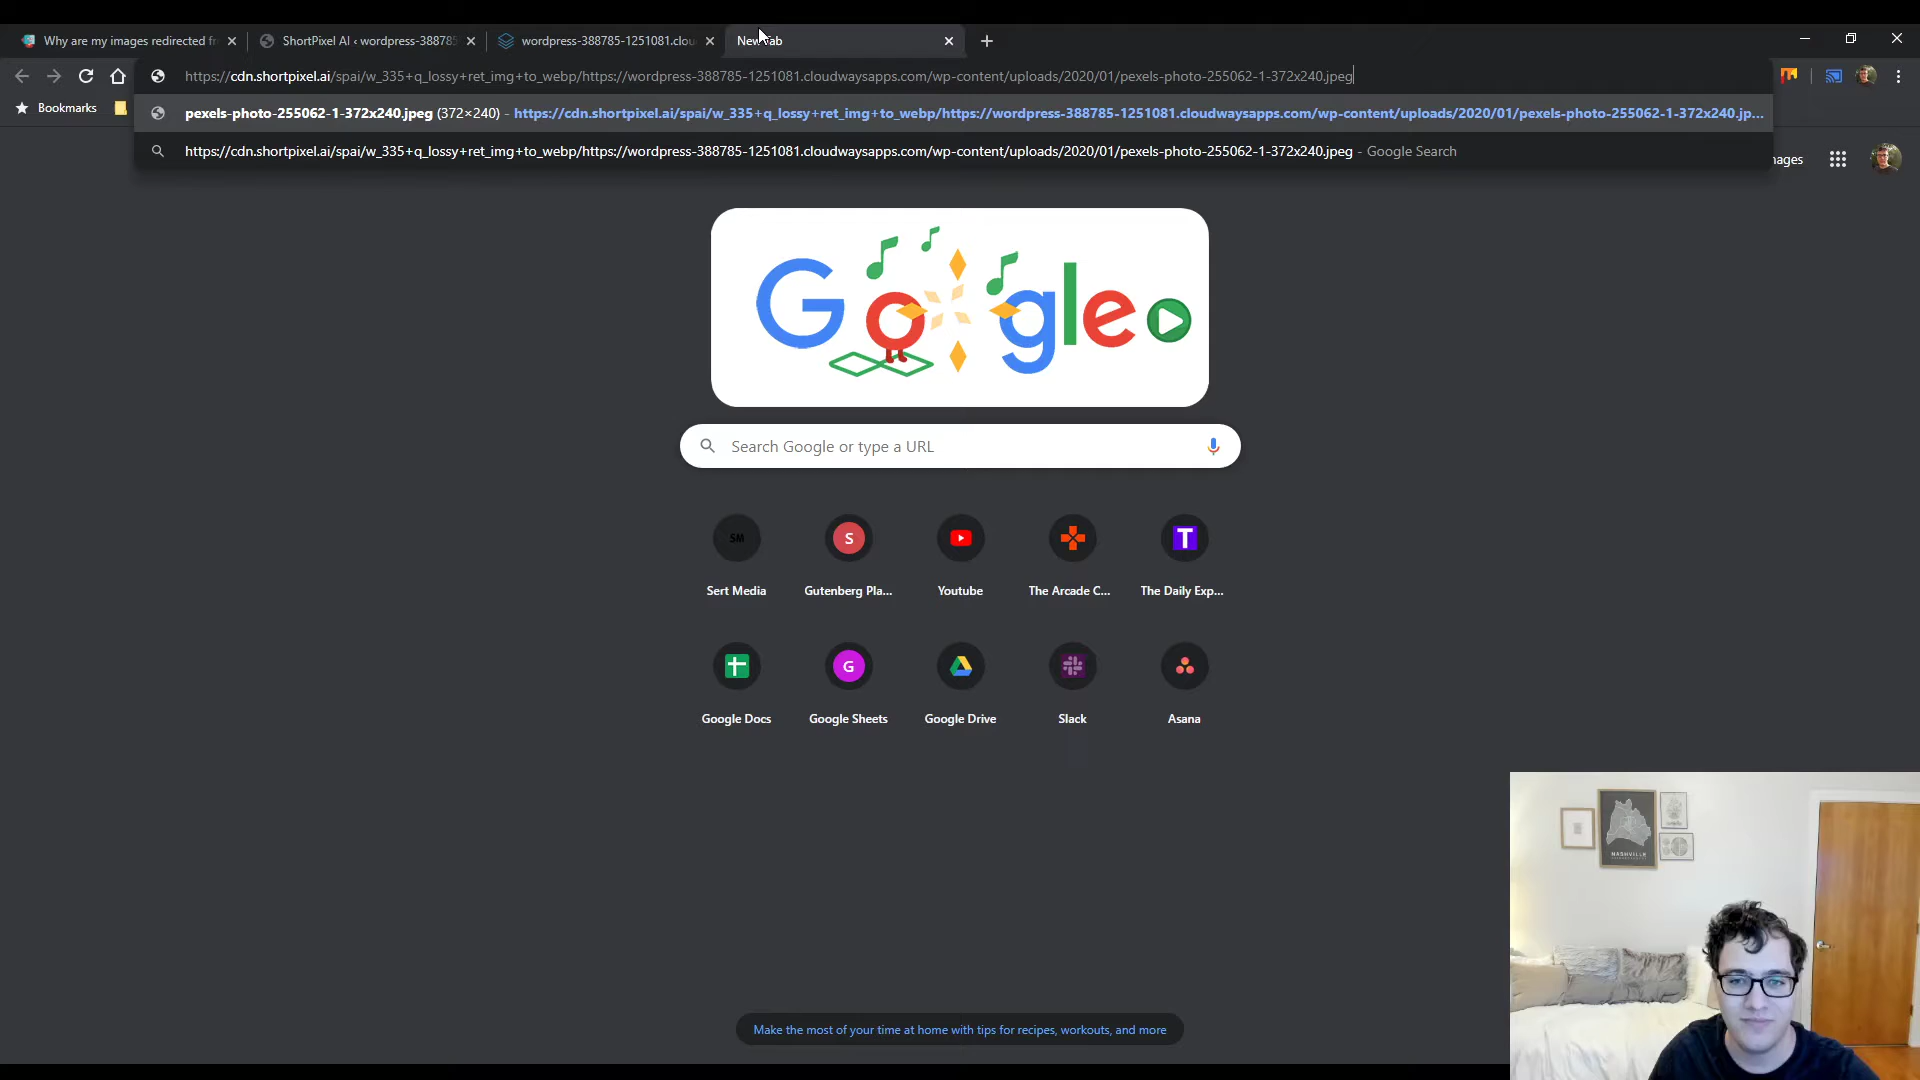 Why are my images redirected fr
ShortPixel AI ‹ wordpress-388785
wordpress-388785-1251081.clou
New Tab
https://cdn.shortpixel.ai/spai/w_335+q_lossy+ret_img+to_webp/https://wordpress-388785-1251081.cloudwaysapps.com/wp-content/uploads/2020/01/pexels-photo-255062-1-372x240.jpeg
Bookmarks
pexels-photo-255062-1-372x240.jpeg (372×240) - https://cdn.shortpixel.ai/spai/w_335+q_lossy+ret_img+to_webp/https://wordpress-388785-1251081.cloudwaysapps.com/wp-content/uploads/2020/01/pexels-photo-255062-1-372x240.jp...
https://cdn.shortpixel.ai/spai/w_335+q_lossy+ret_img+to_webp/https://wordpress-388785-1251081.cloudwaysapps.com/wp-content/uploads/2020/01/pexels-photo-255062-1-372x240.jpeg - Google Search
mages
Google
Search Google or type a URL
SM
S
T
Sert Media
Gutenberg Pla...
Youtube
The Arcade C...
The Daily Exp...
G
Google Docs
Google Sheets
Google Drive
Slack
Asana
Make the most of your time at home with tips for recipes, workouts, and more
NASHVILLE